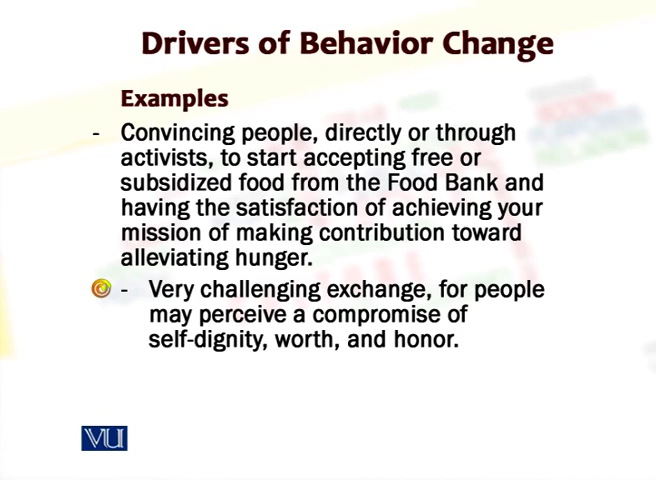 Drivers of Behavior Change
Examples
- Convincing people, directly or through
activists, to start accepting free or
subsidized food from the Food Bank and
having the satisfaction of achieving your
mission of making contribution toward
alleviating hunger.
- Very challenging exchange, for people
may perceive a compromise of
self-dignity, worth, and honor.
VU